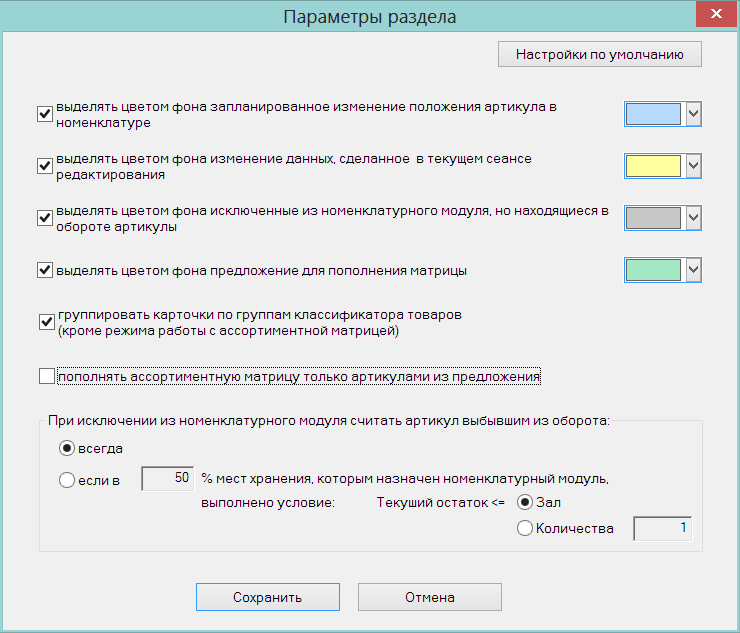 Параметры раздела
Настройки по умолчанию
выделять цветом фона запланированное изменение положения артикула в
номенклатуре
выделять цветом фона изменение данных, сделанное в текущем сеансе
редактирования
выделять цветом фона исключенные из номенклатурного модуля, но находящиеся в
обороте артикулы
выделять цветом фона предложение для пополнения матрицы
группировать карточки по группам классификатора товаров
(кроме режима работы с ассортиментной матрицей)
пополнять ассортиментную матрицу только артикулами из предложения
При исключении из номенклатурного модуля считать артикул выбывшим из оборота:
всегда
если в 50 % мест хранения, которым назначен номенклатурный модуль,
выполнено условие: Текуший остаток <= Зал
Количества 1
Сохранить Отмена